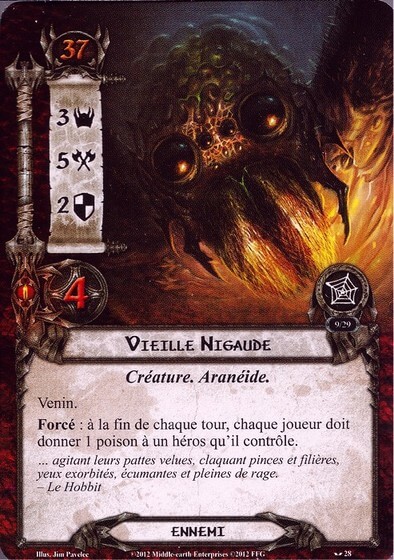 37
3
5
2
4
9/29
Vieille Nigaude
Créature. Aranéide.
Venin.
Forcé : à la fin de chaque tour, chaque joueur doit
donner 1 poison à un héros qu'il contrôle.
... agitant leurs pattes velues, claquant pinces et filières,
yeux exorbités, écumantes et pleines de rage.
– Le Hobbit
ENNEMI
Illus. Jim Pavelec ©2012 Middle-earth Enterprises ©2012 FFG 28